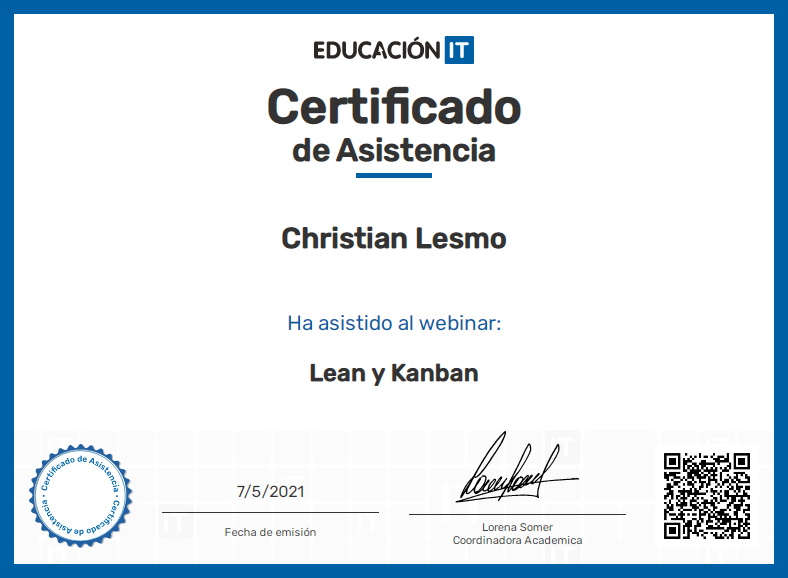 EDUCACIÓN IT
Certificado
de Asistencia
Christian Lesmo
Ha asistido al webinar:
Lean y Kanban
· Certificado de Asistencia · Certificado de Asistencia
7/5/2021
Fecha de emisión
Lorena Somer
Coordinadora Academica